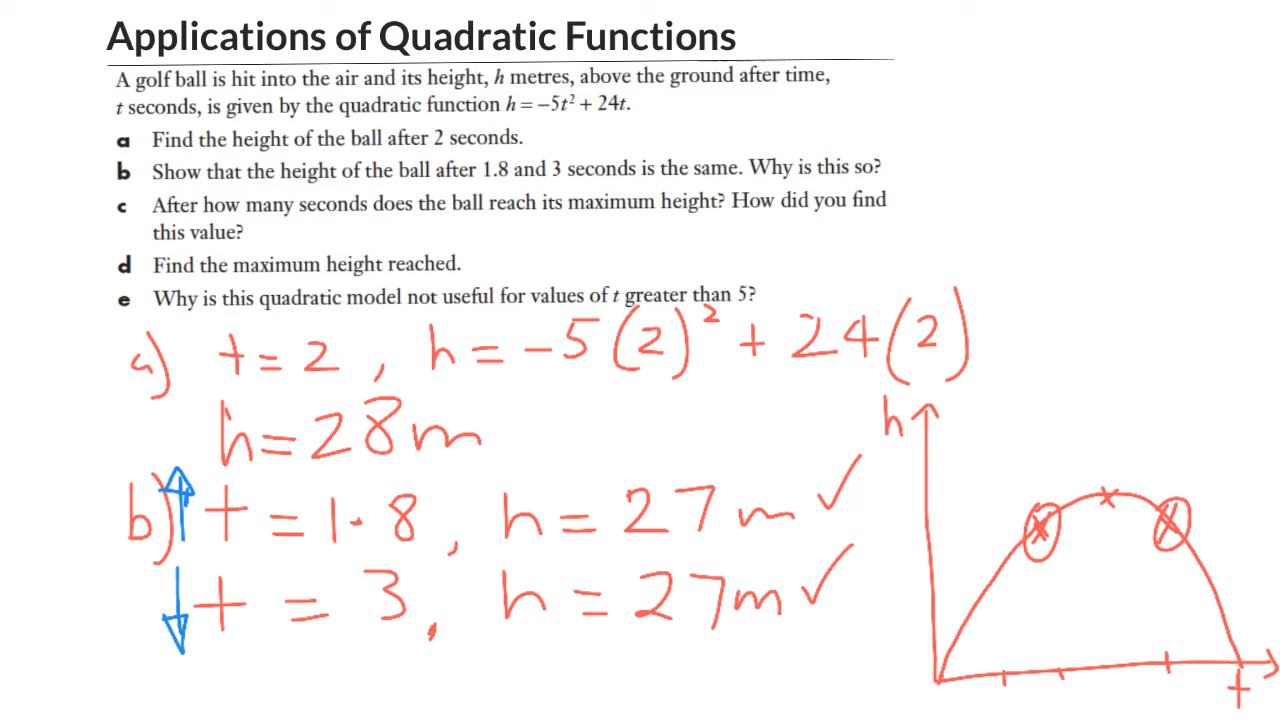 Applications of Quadratic Functions
A golf ball is hit into the air and its height, h metres, above the ground after time,
t seconds, is given by the quadratic function h = −5t² + 24t.
a Find the height of the ball after 2 seconds.
b Show that the height of the ball after 1.8 and 3 seconds is the same. Why is this so?
c After how many seconds does the ball reach its maximum height? How did you find
this value?
d Find the maximum height reached.
e Why is this quadratic model not useful for values of t greater than 5?
a) t = 2 , h = −5(2)² + 24(2)
h = 28m
b) t = 1.8 , h = 27m ✓
t = 3 , h = 27m ✓
h
t